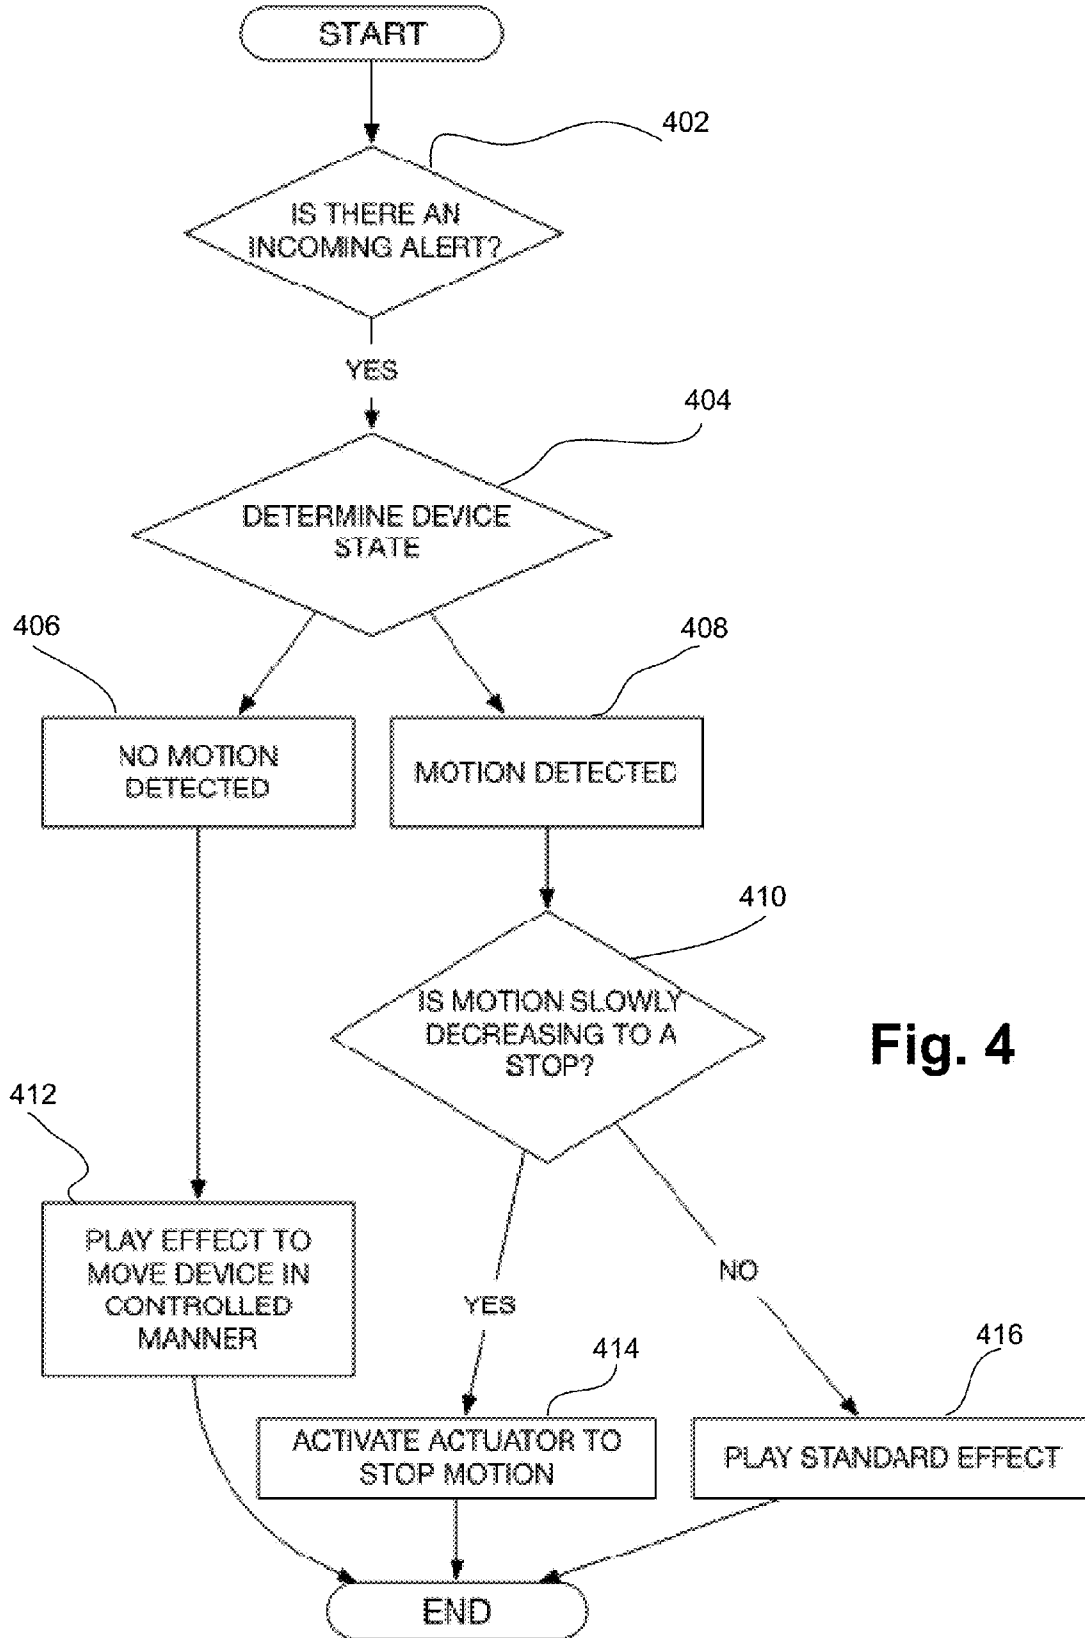 START
402
IS THERE AN
INCOMING ALERT?
YES
404
DETERMINE DEVICE
STATE
406
408
NO MOTION
DETECTED
MOTION DETECTED
410
IS MOTION SLOWLY
DECREASING TO A
STOP?
Fig. 4
412
PLAY EFFECT TO
MOVE DEVICE IN
CONTROLLED
MANNER
NO
YES
414
416
ACTIVATE ACTUATOR TO
STOP MOTION
PLAY STANDARD EFFECT
END